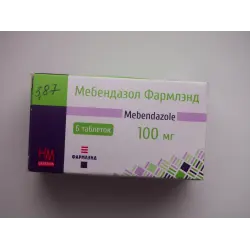 587
Мебендазол Фармлэнд
Mebendazole
6 таблеток
100 мг
ФАРМЛЭНД